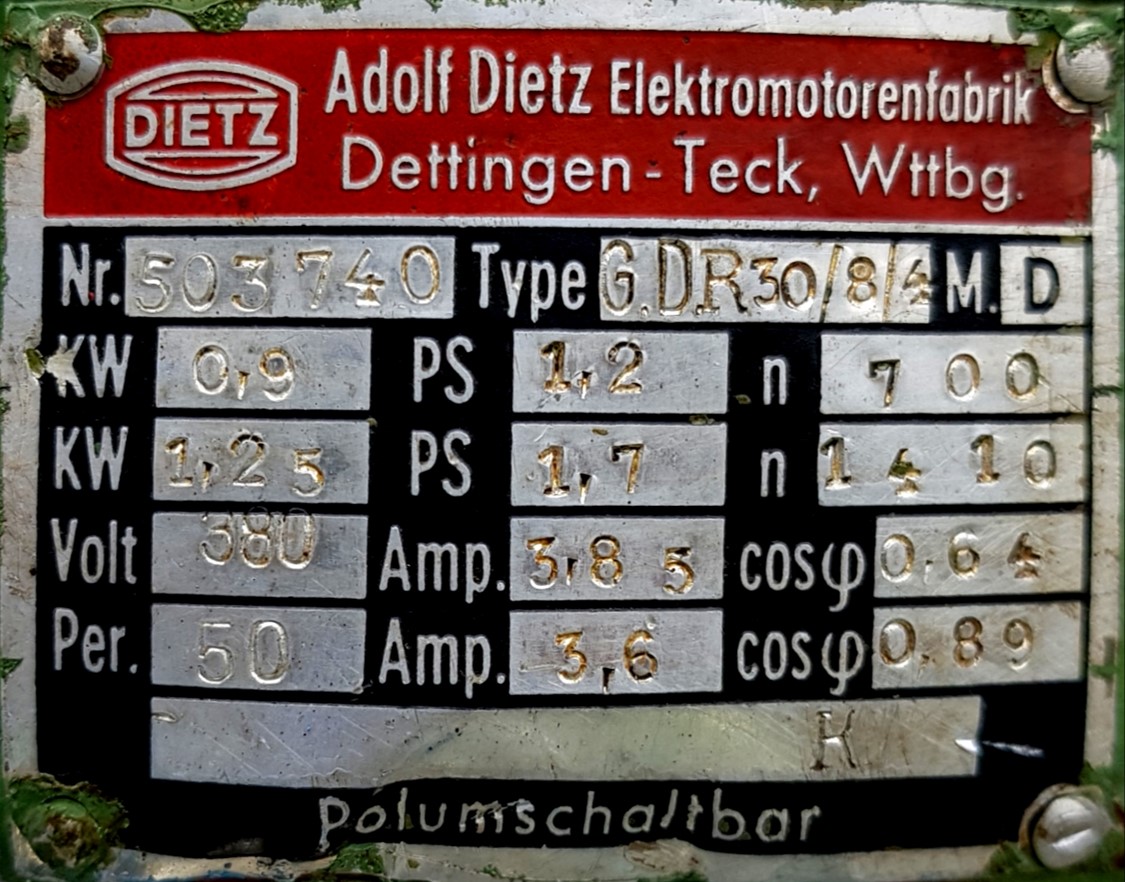 DIETZ
Adolf Dietz Elektromotorenfabrik
Dettingen - Teck, Wttbg.
Nr. 503740 Type G.D.R30/8/4 M. D
KW 0,9 PS 1,2 n 700
KW 1,25 PS 1,7 n 1410
Volt 380 Amp. 3,85 cosφ 0,64
Per. 50 Amp. 3,6 cosφ 0,89
K
polumschaltbar